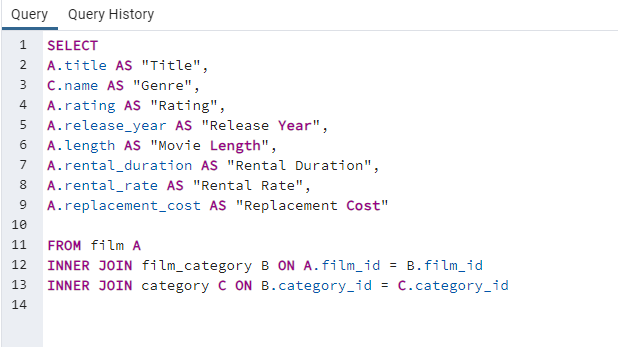 Query Query History
1 SELECT
2 A.title AS "Title",
3 C.name AS "Genre",
4 A.rating AS "Rating",
5 A.release_year AS "Release Year",
6 A.length AS "Movie Length",
7 A.rental_duration AS "Rental Duration",
8 A.rental_rate AS "Rental Rate",
9 A.replacement_cost AS "Replacement Cost"
10
11 FROM film A
12 INNER JOIN film_category B ON A.film_id = B.film_id
13 INNER JOIN category C ON B.category_id = C.category_id
14